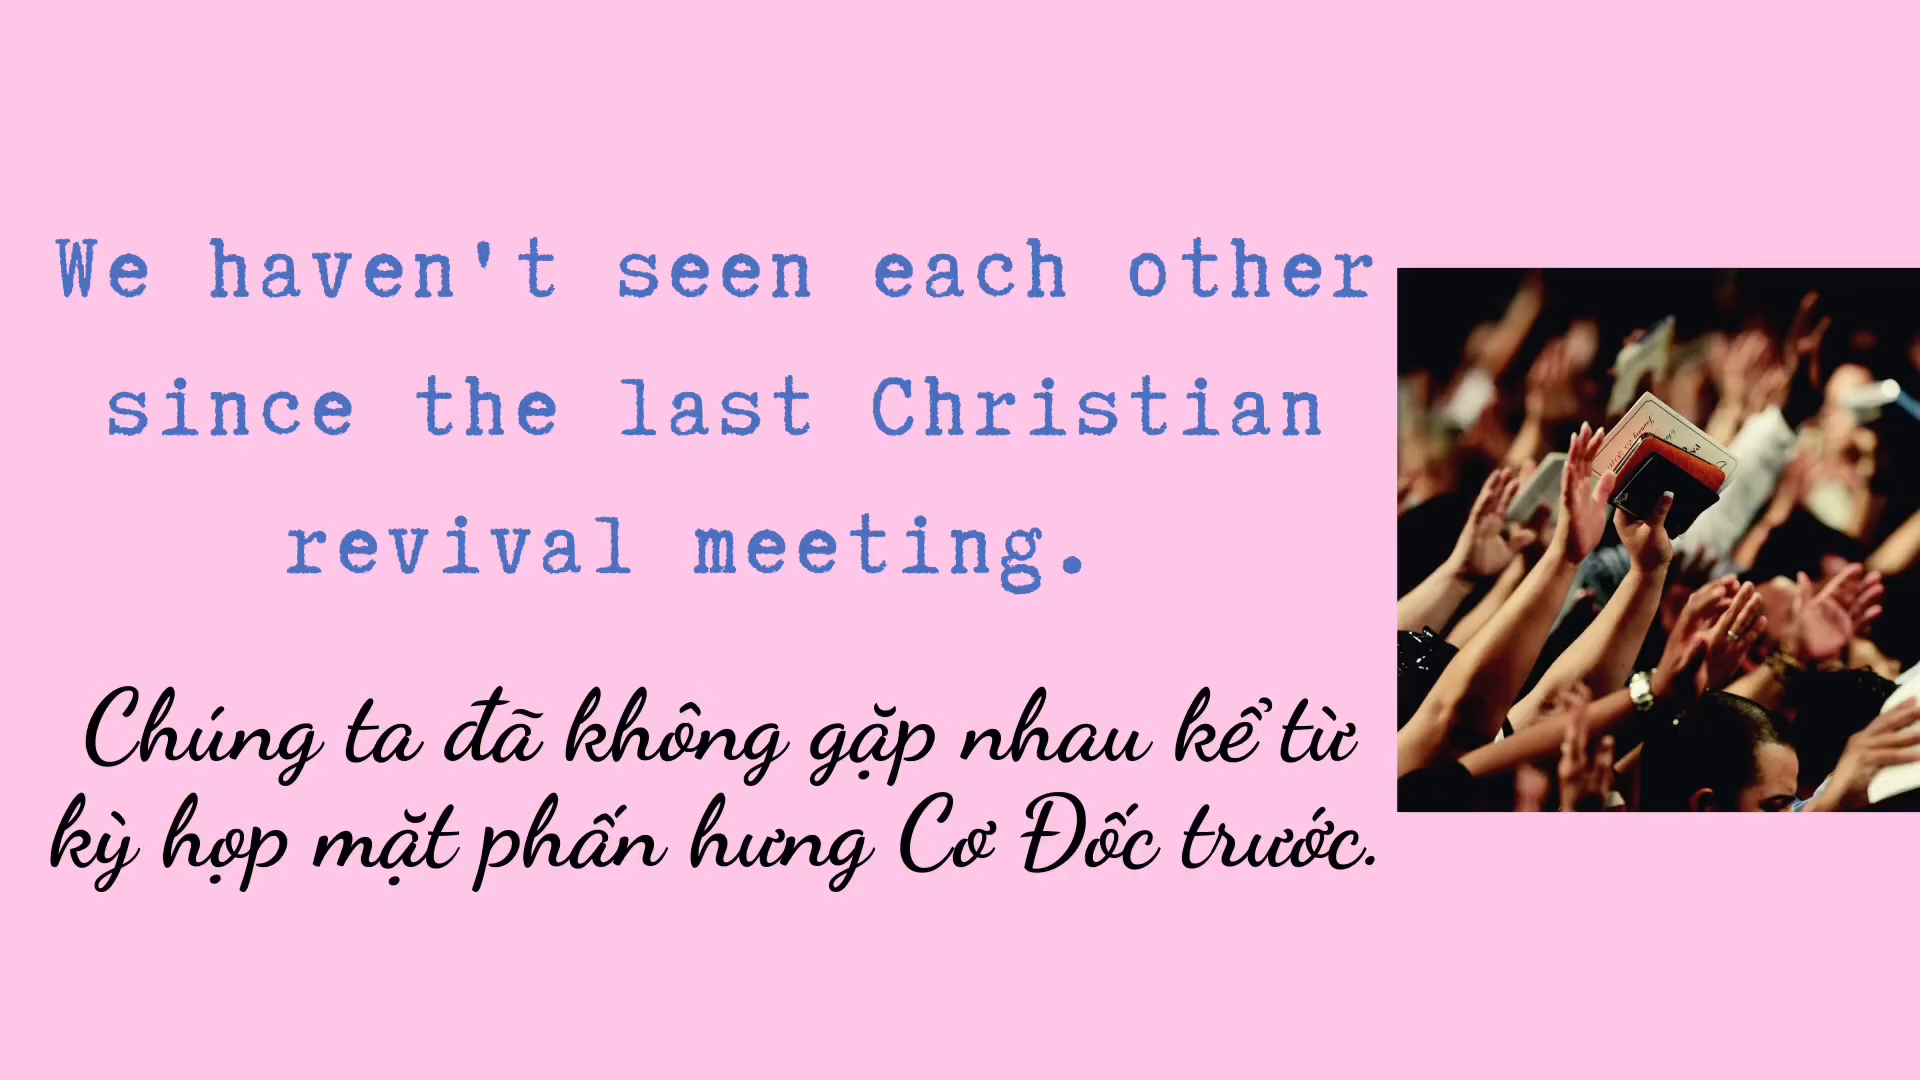 We haven't seen each other
since the last Christian
revival meeting.
Chúng ta đã không gặp nhau kể từ
kỳ họp mặt phấn hưng Cơ Đốc trước.